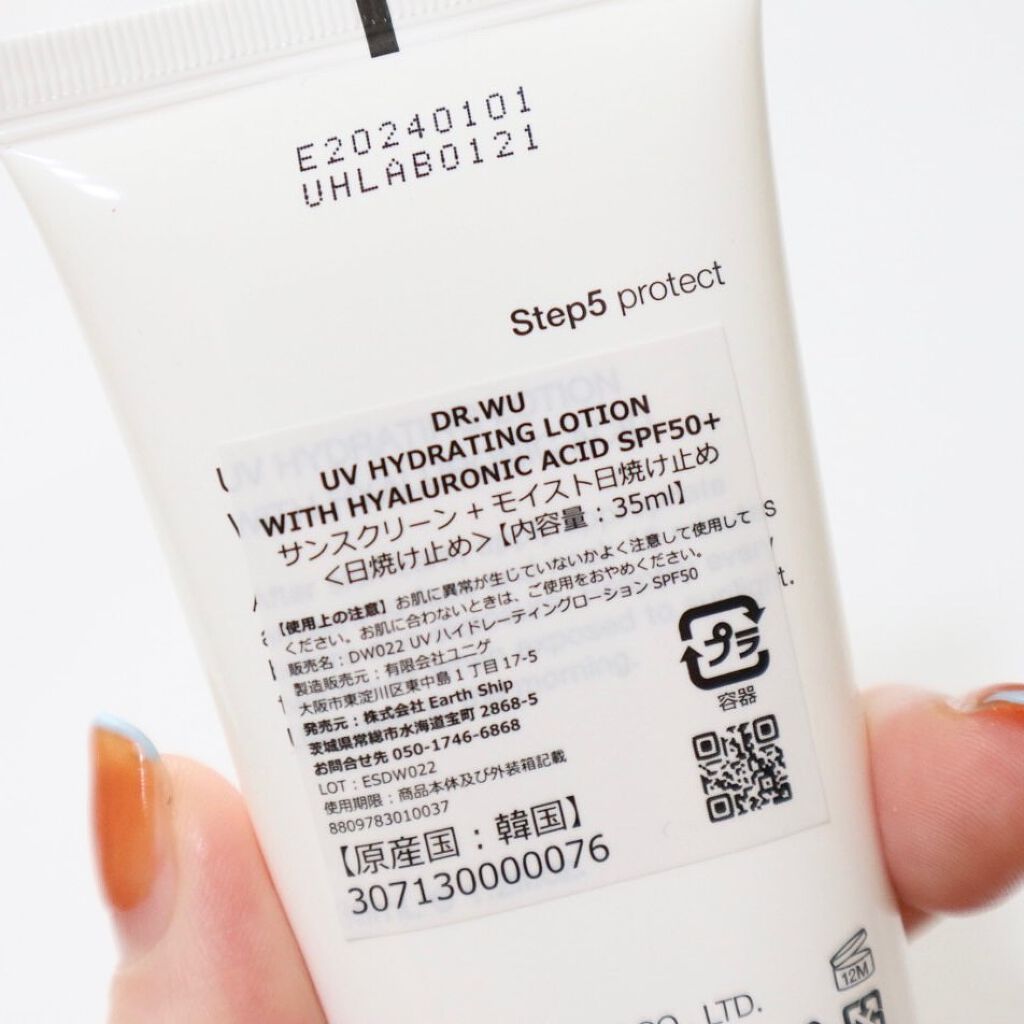 E20240101
UHLAB0121
Step5 protect
DR.WU
UV HYDRATING LOTION
WITH HYALURONIC ACID SPF50+
サンスクリーン + モイスト日焼け止め
<日焼け止め>【内容量：35ml】
【使用上の注意】お肌に異常が生じていないかよく注意して使用して
ください。お肌に合わないときは、ご使用をおやめください。
販売名：DW022 UV ハイドレーティングローション SPF50
製造販売元：有限会社ユニゲ
大阪市東淀川区東中島 1 丁目 17-5
発売元：株式会社 Earth Ship
茨城県常総市水海道宝町 2868-5
お問合せ先 050-1746-6868
LOT：ESDW022
使用期限：商品本体及び外装箱記載
8809783010037
【原産国：韓国】
307130000076
プラ
容器
12M
CO., LTD.